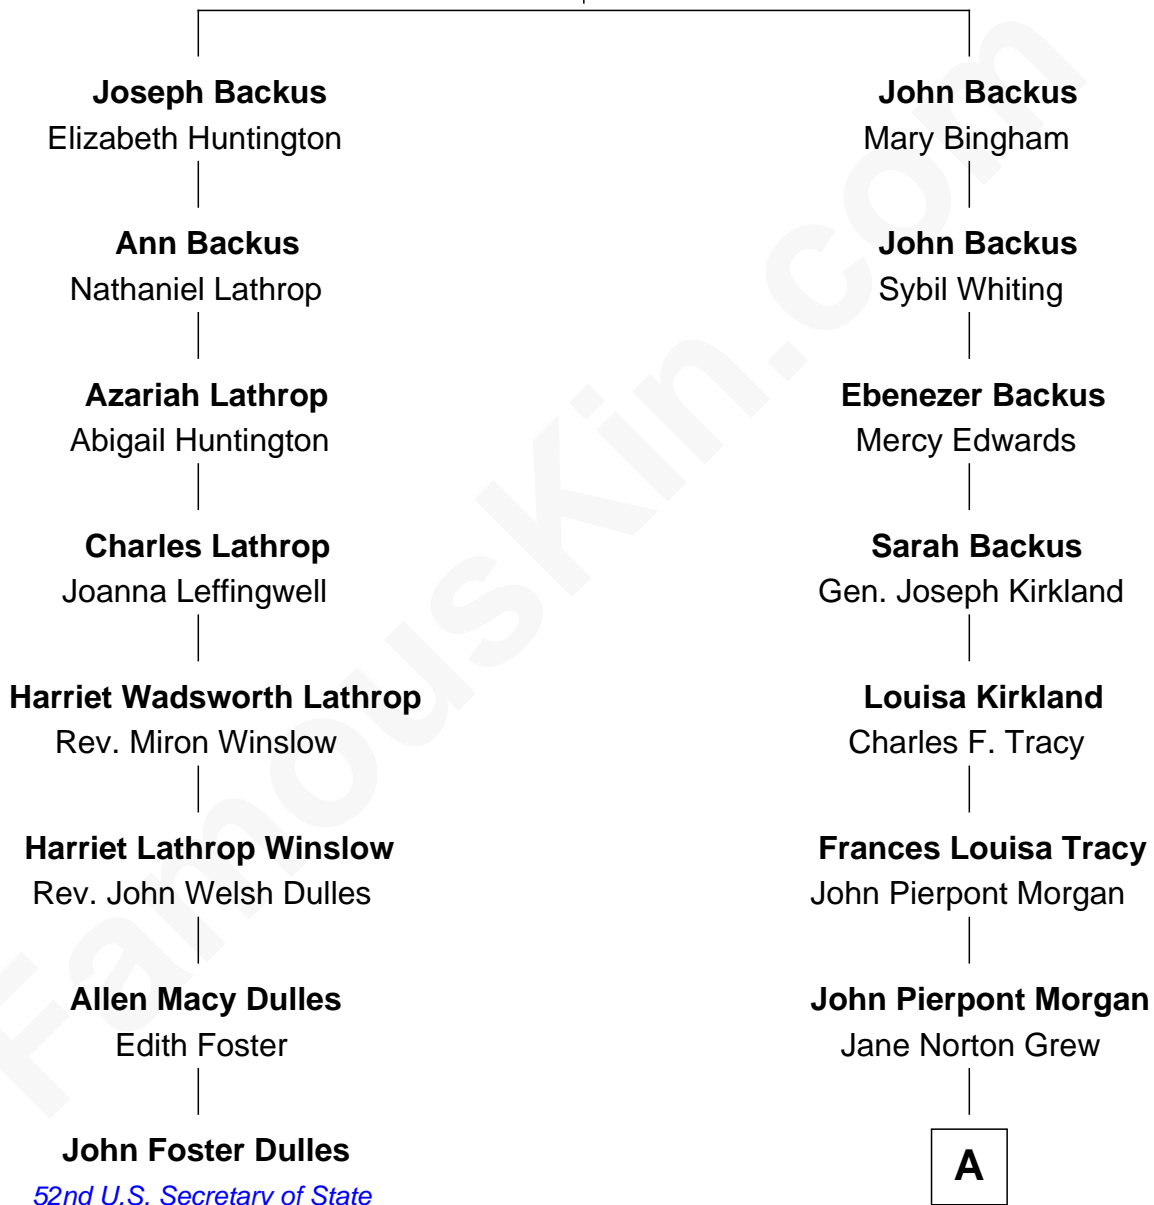 Joseph Backus
Elizabeth Huntington
Ann Backus
Nathaniel Lathrop
Azariah Lathrop
Abigail Huntington
Charles Lathrop
Joanna Leffingwell
Harriet Wadsworth Lathrop
Rev. Miron Winslow
Harriet Lathrop Winslow
Rev. John Welsh Dulles
Allen Macy Dulles
Edith Foster
John Foster Dulles
52nd U.S. Secretary of State
John Backus
Mary Bingham
John Backus
Sybil Whiting
Ebenezer Backus
Mercy Edwards
Sarah Backus
Gen. Joseph Kirkland
Louisa Kirkland
Charles F. Tracy
Frances Louisa Tracy
John Pierpont Morgan
John Pierpont Morgan
Jane Norton Grew
A
FamousKin.com